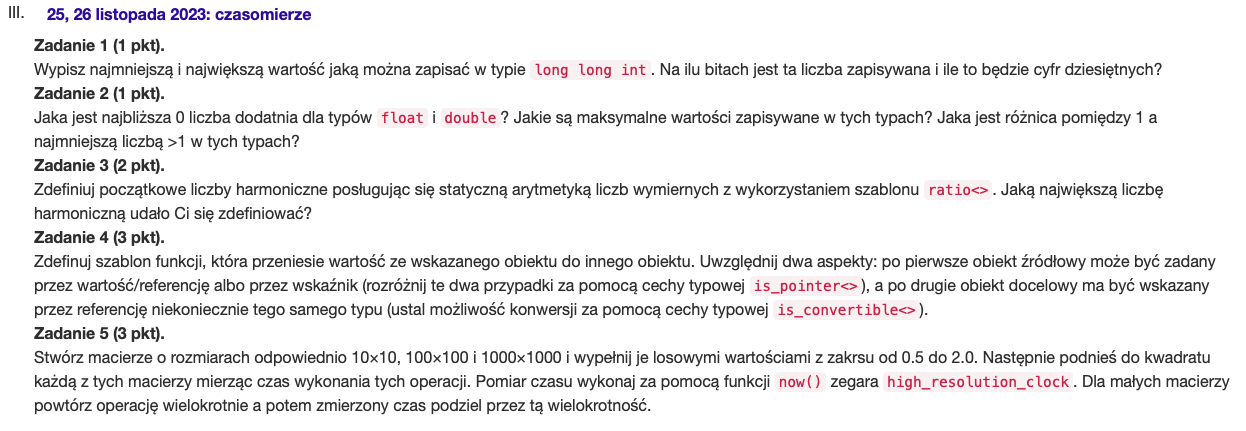 III. 25, 26 listopada 2023: czasomierze
Zadanie 1 (1 pkt).
Wypisz najmniejszą i największą wartość jaką można zapisać w typie long long int. Na ilu bitach jest ta liczba zapisywana i ile to będzie cyfr dziesiętnych?
Zadanie 2 (1 pkt).
Jaka jest najbliższa 0 liczba dodatnia dla typów float i double? Jakie są maksymalne wartości zapisywane w tych typach? Jaka jest różnica pomiędzy 1 a
najmniejszą liczbą >1 w tych typach?
Zadanie 3 (2 pkt).
Zdefiniuj początkowe liczby harmoniczne posługując się statyczną arytmetyką liczb wymiernych z wykorzystaniem szablonu ratio<>. Jaką największą liczbę
harmoniczną udało Ci się zdefiniować?
Zadanie 4 (3 pkt).
Zdefinuj szablon funkcji, która przeniesie wartość ze wskazanego obiektu do innego obiektu. Uwzględnij dwa aspekty: po pierwsze obiekt źródłowy może być zadany
przez wartość/referencję albo przez wskaźnik (rozróżnij te dwa przypadki za pomocą cechy typowej is_pointer<>), a po drugie obiekt docelowy ma być wskazany
przez referencję niekoniecznie tego samego typu (ustal możliwość konwersji za pomocą cechy typowej is_convertible<>).
Zadanie 5 (3 pkt).
Stwórz macierze o rozmiarach odpowiednio 10×10, 100×100 i 1000×1000 i wypełnij je losowymi wartościami z zakrsu od 0.5 do 2.0. Następnie podnieś do kwadratu
każdą z tych macierzy mierząc czas wykonania tych operacji. Pomiar czasu wykonaj za pomocą funkcji now() zegara high_resolution_clock. Dla małych macierzy
powtórz operację wielokrotnie a potem zmierzony czas podziel przez tą wielokrotność.